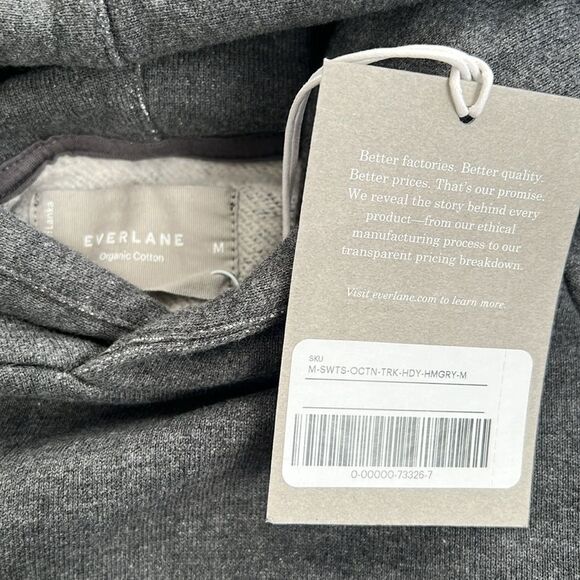 Lanka
EVERLANE M
Organic Cotton
Better factories. Better quality.
Better prices. That's our promise.
We reveal the story behind every
product—from our ethical
manufacturing process to our
transparent pricing breakdown.
Visit everlane.com to learn more.
SKU
M-SWTS-OCTN-TRK-HDY-HMGRY-M
0-00000-73326-7